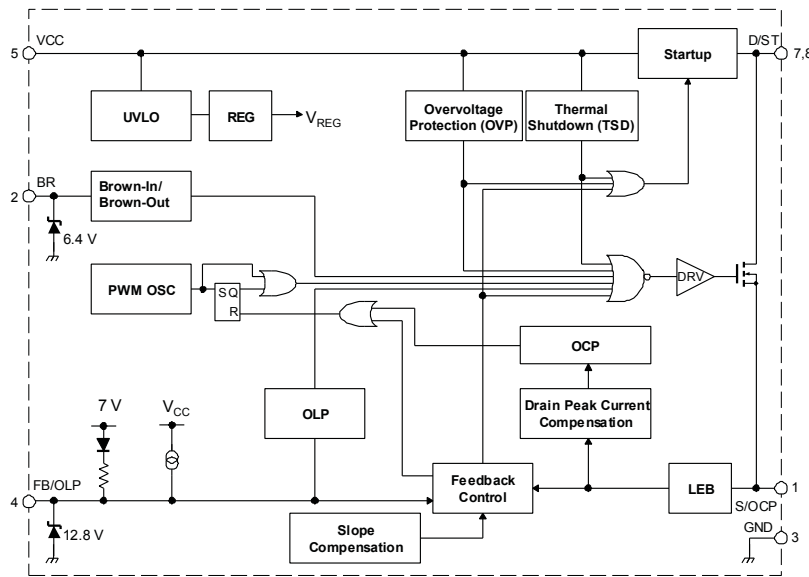 VCC
D/ST
5
7,8
Startup
UVLO
REG
VREG
Overvoltage
Protection (OVP)
Thermal
Shutdown (TSD)
BR
2
Brown-In/
Brown-Out
6.4 V
PWM OSC
S Q
R
DRV
OCP
7 V
VCC
OLP
Drain Peak Current
Compensation
FB/OLP
4
Feedback
Control
LEB
1
S/OCP
12.8 V
Slope
Compensation
GND
3